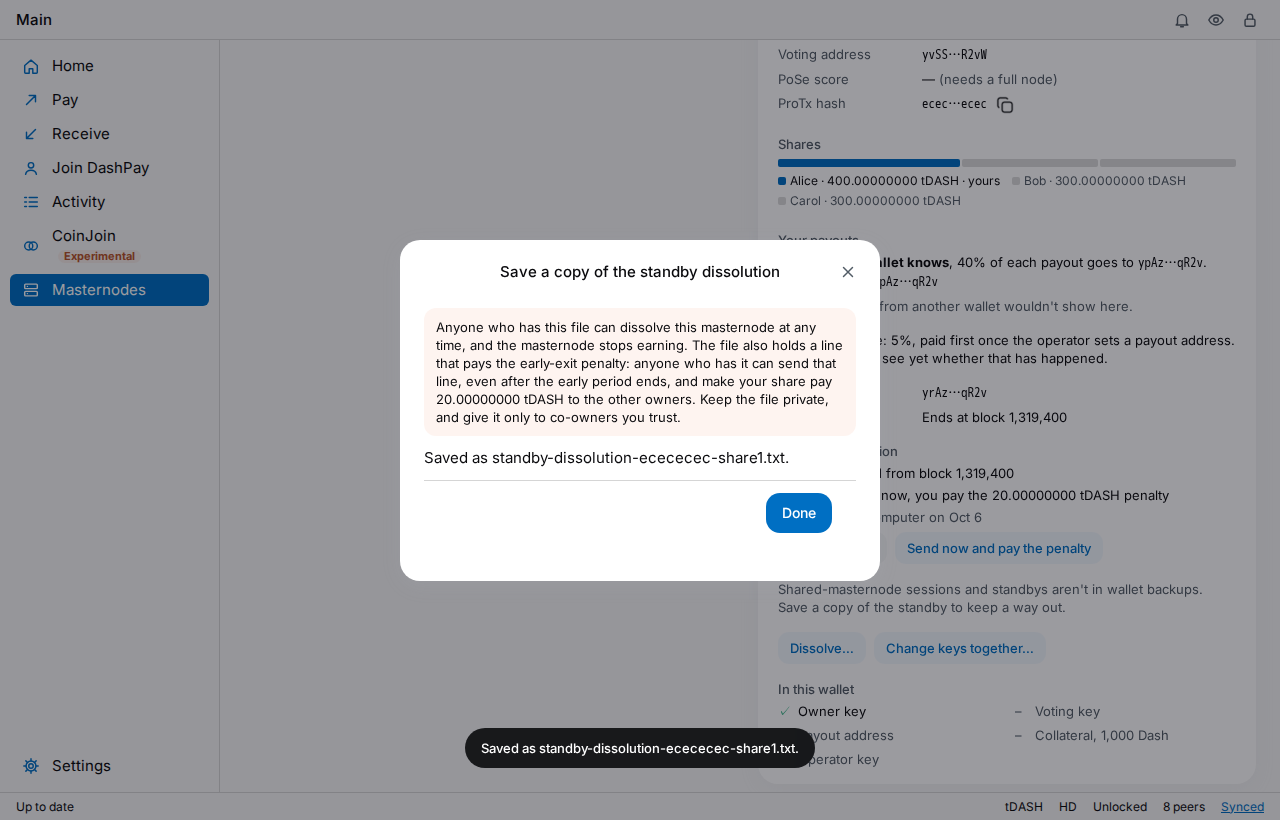 Main
Home
Pay
Receive
Join DashPay
Activity
CoinJoin
Experimental
Masternodes
Settings
Voting address yvSS···R2vW
PoSe score — (needs a full node)
ProTx hash ecec···ecec
Shares
Alice · 400.00000000 tDASH · yours Bob · 300.00000000 tDASH
Carol · 300.00000000 tDASH
, 40% of each payout goes to ypAz···qR2v.
from another wallet wouldn't show here.
5%, paid first once the operator sets a payout address.
see yet whether that has happened.
yrAz···qR2v
Ends at block 1,319,400
from block 1,319,400
now, you pay the 20.00000000 tDASH penalty
on Oct 6
Send now and pay the penalty
Shared-masternode sessions and standbys aren't in wallet backups.
Save a copy of the standby to keep a way out.
Dissolve...
Change keys together...
In this wallet
✓ Owner key – Voting key
address – Collateral, 1,000 Dash
key
Save a copy of the standby dissolution
Anyone who has this file can dissolve this masternode at any
time, and the masternode stops earning. The file also holds a line
that pays the early-exit penalty: anyone who has it can send that
line, even after the early period ends, and make your share pay
20.00000000 tDASH to the other owners. Keep the file private,
and give it only to co-owners you trust.
Saved as standby-dissolution-ecececec-share1.txt.
Done
Saved as standby-dissolution-ecececec-share1.txt.
Up to date
tDASH HD Unlocked 8 peers Synced